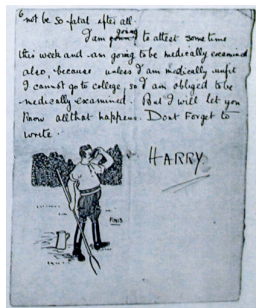 6
not be so fatal after all.
I am going to attest some time
this week and am going to be medically examined
also, because unless I am medically unfit
I cannot go to college, so I am obliged to be
medically examined. But I will let you
know all that happens. Dont Forget to
write.
HARRY
FINIS